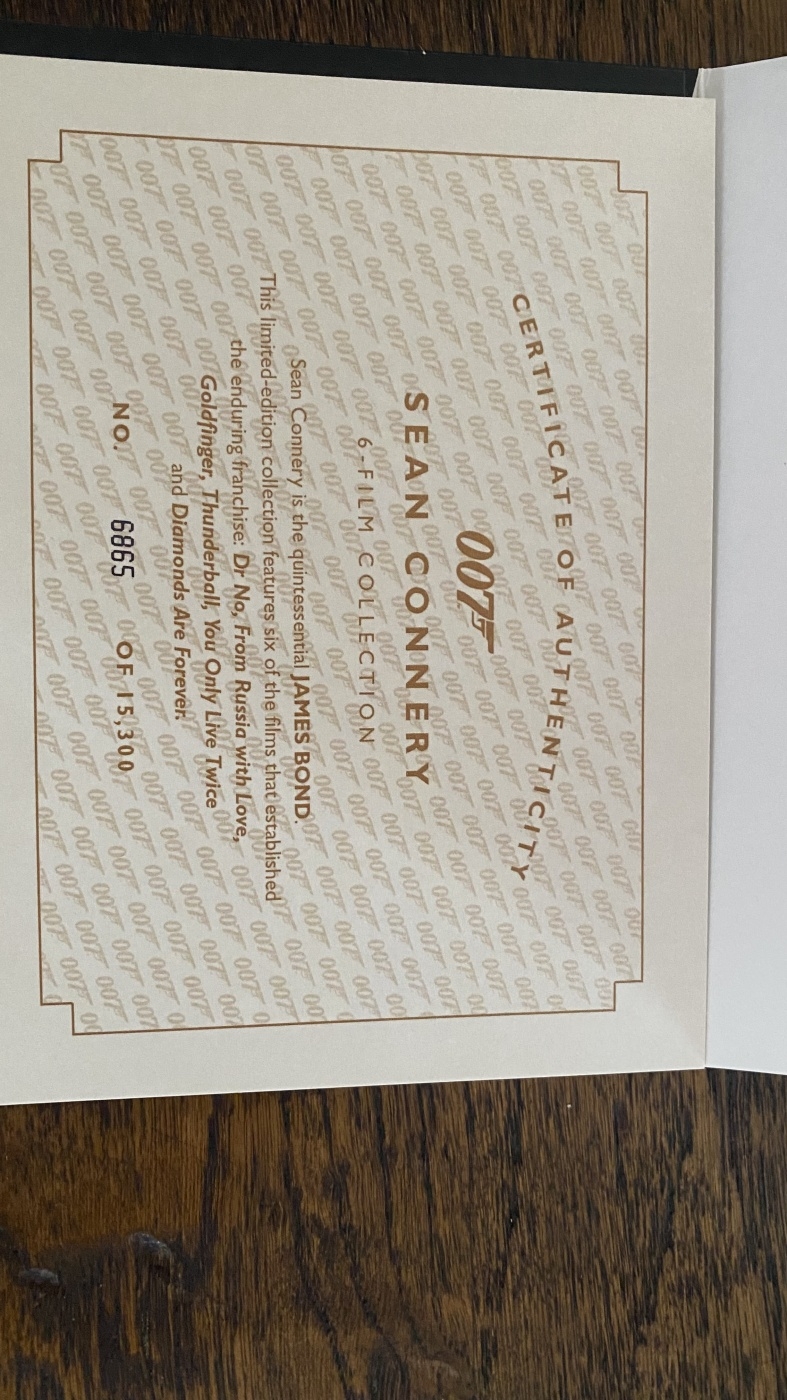 CERTIFICATE OF AUTHENTICITY
007
SEAN CONNERY
6-FILM COLLECTION
Sean Connery is the quintessential JAMES BOND.
This limited-edition collection features six of the films that established
the enduring franchise: Dr No, From Russia with Love,
Goldfinger, Thunderball, You Only Live Twice
and Diamonds Are Forever.
NO. 6865 OF 15,300